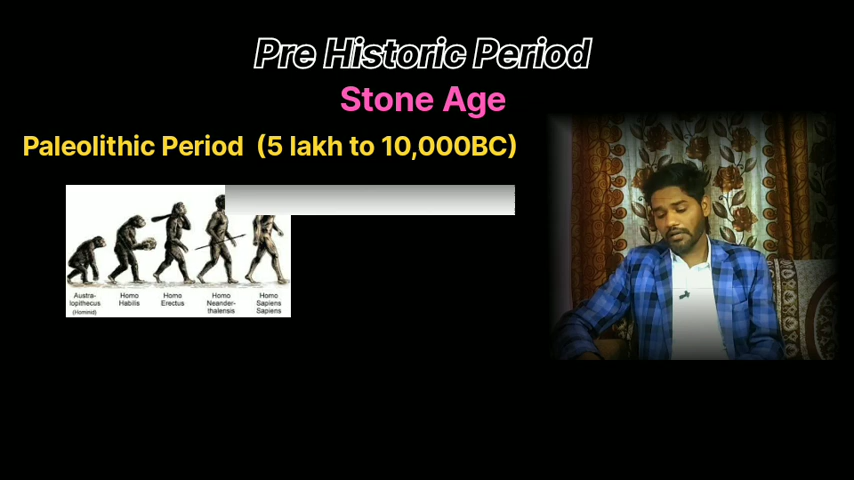 Pre Historic Period
Stone Age
Paleolithic Period (5 lakh to 10,000BC)
Austra- Homo Homo Homo Homo
lopithecus Habilis Erectus Neander- Sapiens
(Hominid) thalensis Sapiens